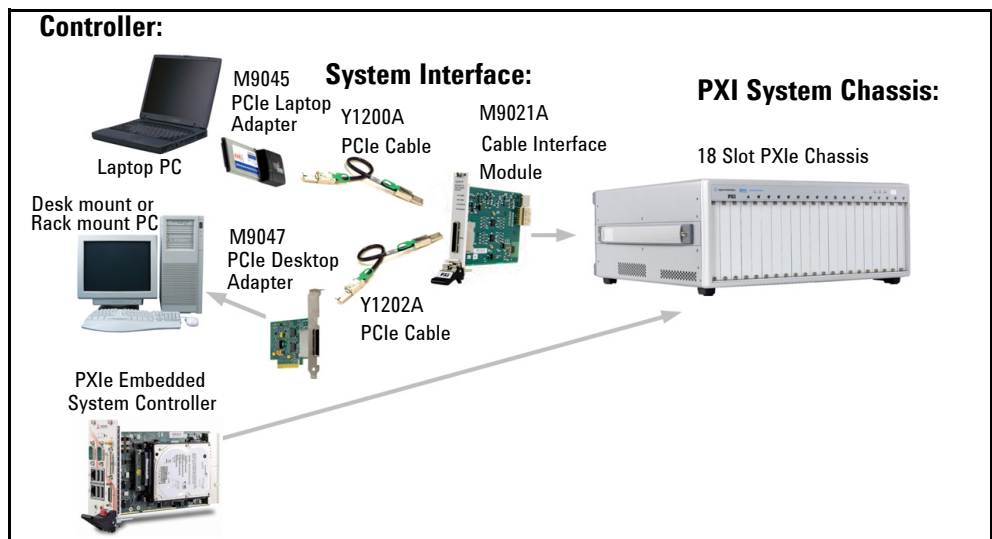 Controller:
M9045
PCIe Laptop
Adapter
Laptop PC
System Interface:
Y1200A
PCIe Cable
M9021A
Cable Interface
Module
PXI System Chassis:
18 Slot PXIe Chassis
Desk mount or
Rack mount PC
M9047
PCIe Desktop
Adapter
Y1202A
PCIe Cable
PXIe Embedded
System Controller
PXI
PXI